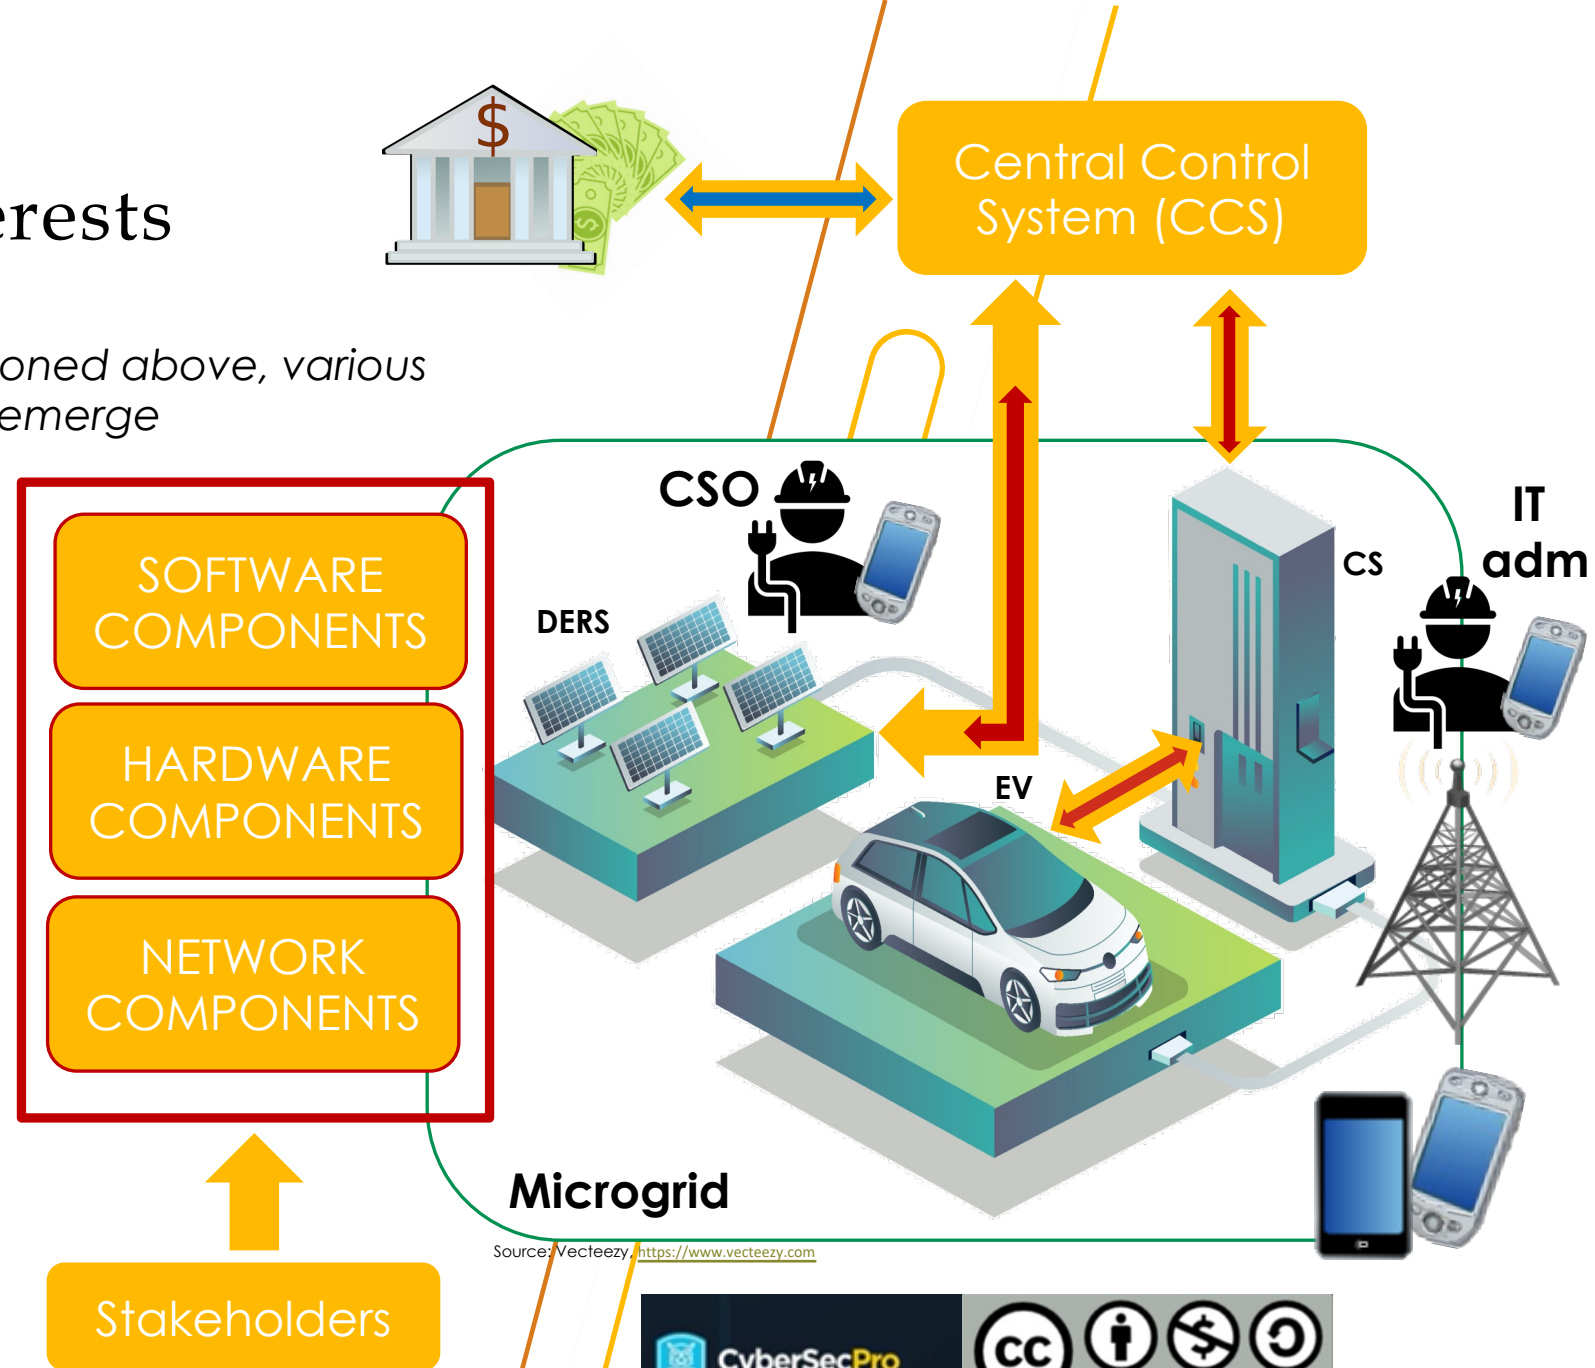 erests
oned above, various
emerge
$
Central Control
System (CCS)
CSO
IT
adm
CS
DERS
EV
SOFTWARE
COMPONENTS
HARDWARE
COMPONENTS
NETWORK
COMPONENTS
Microgrid
Source: Vecteezy, https://www.vecteezy.com
Stakeholders
CyberSecPro
cc